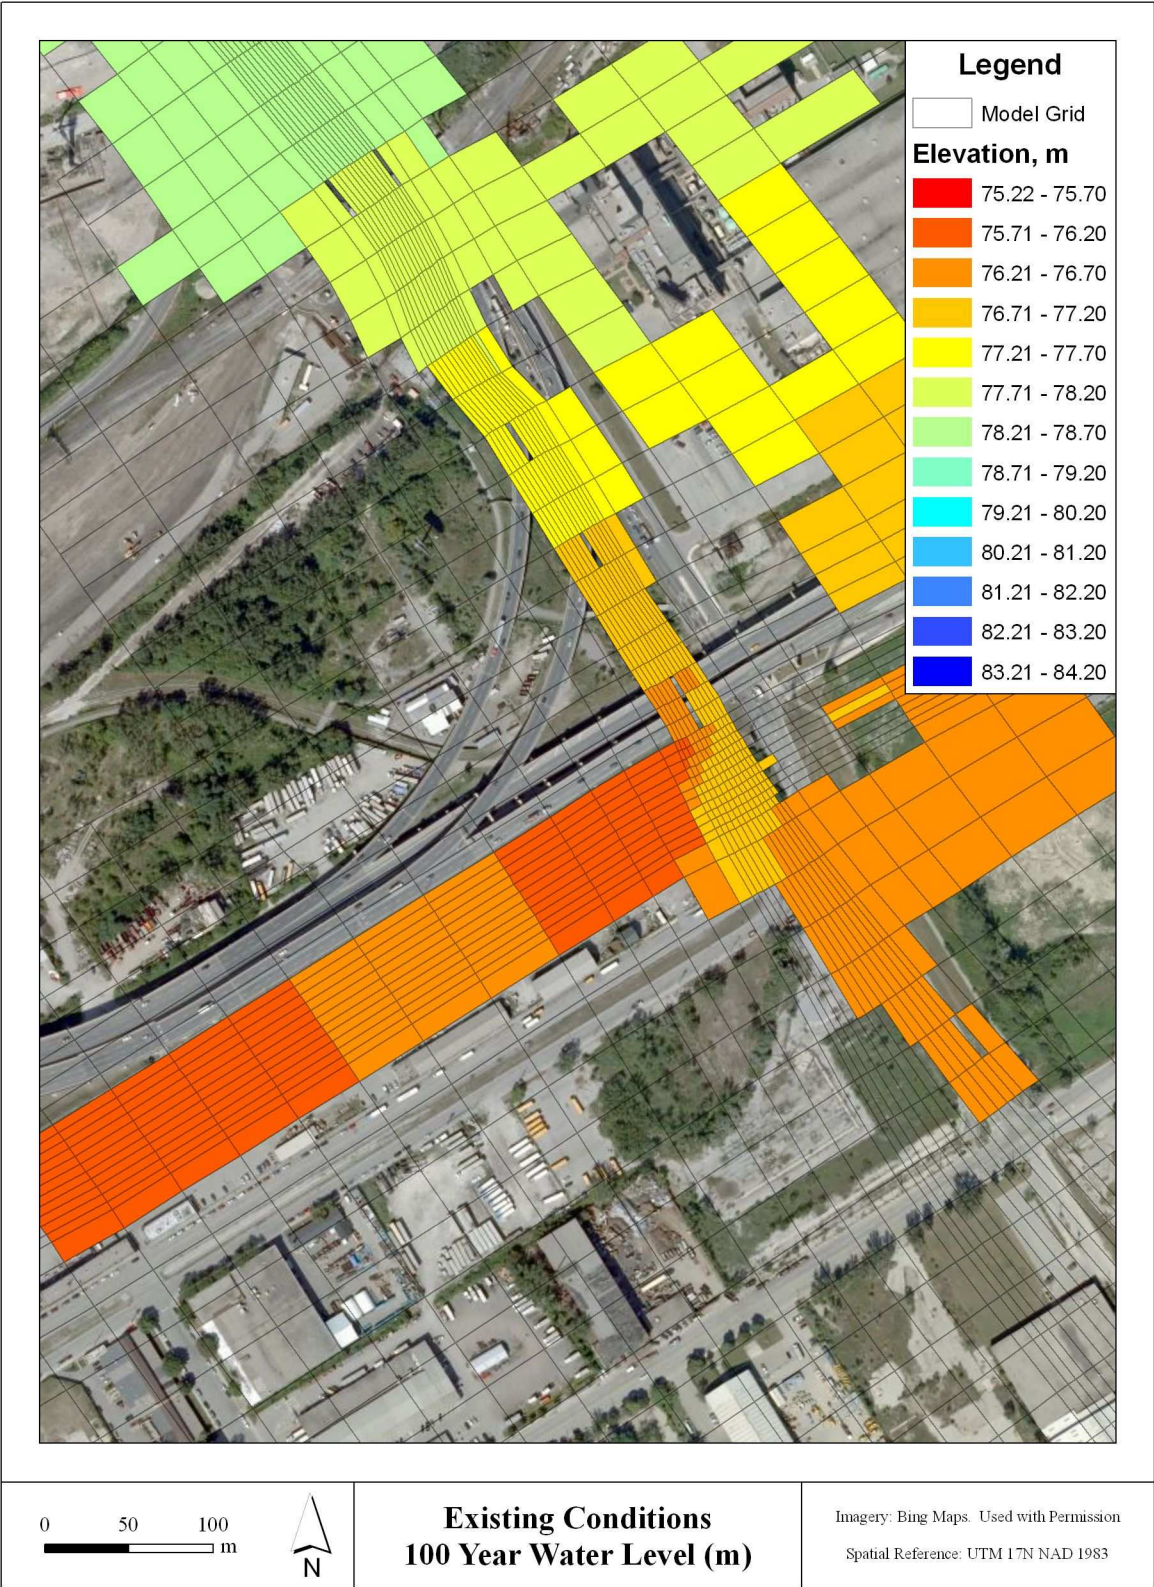 Legend
Model Grid
Elevation, m
75.22 - 75.70
75.71 - 76.20
76.21 - 76.70
76.71 - 77.20
77.21 - 77.70
77.71 - 78.20
78.21 - 78.70
78.71 - 79.20
79.21 - 80.20
80.21 - 81.20
81.21 - 82.20
82.21 - 83.20
83.21 - 84.20
0 50 100
m
N
Existing Conditions
100 Year Water Level (m)
Imagery: Bing Maps. Used with Permission
Spatial Reference: UTM 17N NAD 1983